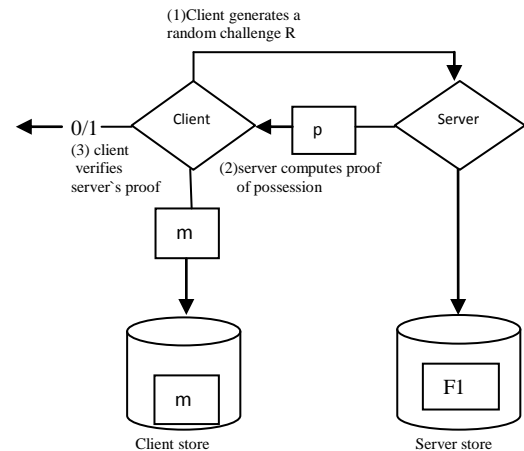 (1)Client generates a
random challenge R
Client
p
Server
0/1
(3) client
verifies
server`s proof
(2)server computes proof
of possession
m
m
F1
Client store
Server store